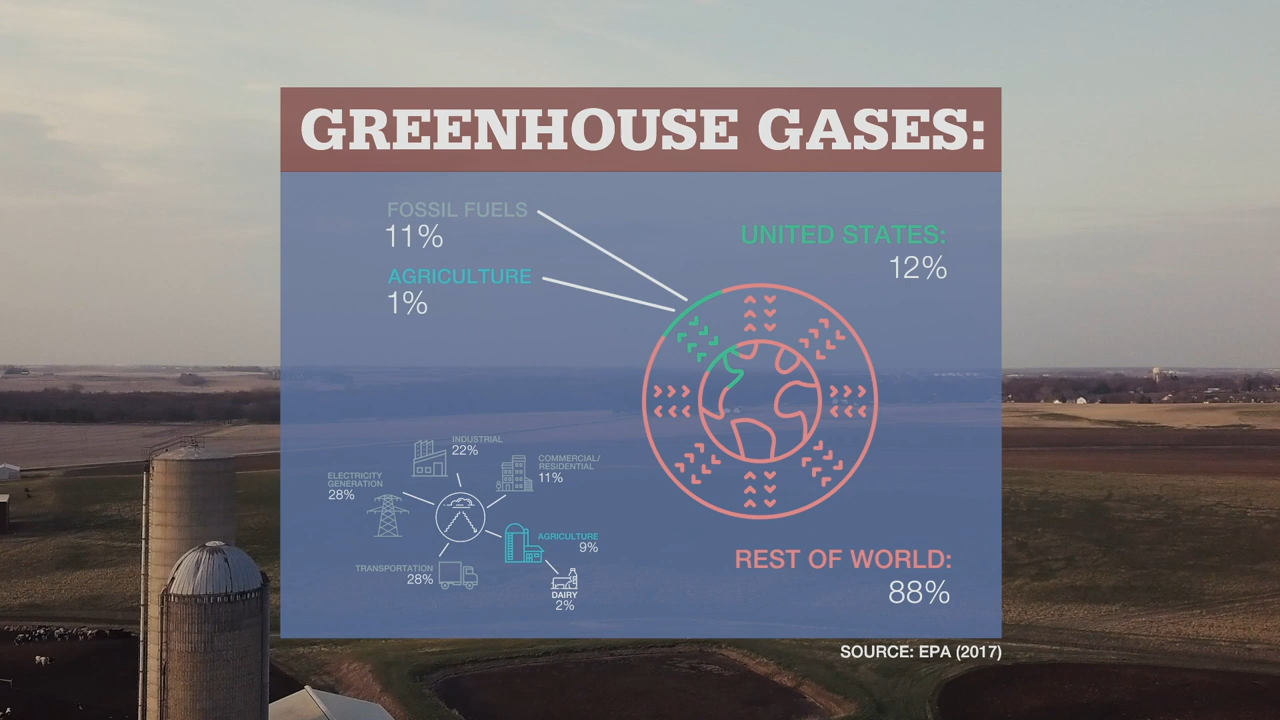 GREENHOUSE GASES:
FOSSIL FUELS
11%
AGRICULTURE
1%
UNITED STATES:
12%
INDUSTRIAL
22%
COMMERCIAL/
RESIDENTIAL
11%
ELECTRICITY
GENERATION
28%
AGRICULTURE
9%
TRANSPORTATION
28%
DAIRY
2%
REST OF WORLD:
88%
SOURCE: EPA (2017)